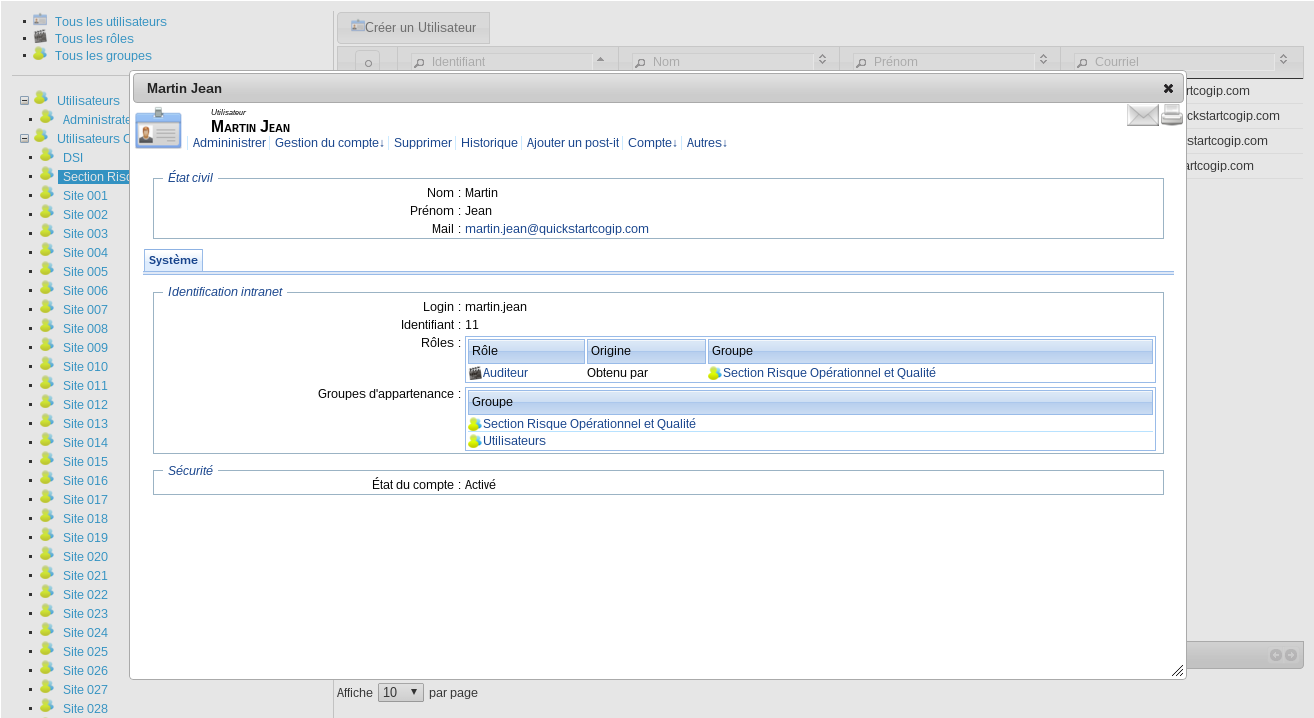 Tous les utilisateurs
Tous les rôles
Tous les groupes
Utilisateurs
Administrate
Utilisateurs C
DSI
Section Risq
Site 001
Site 002
Site 003
Site 004
Site 005
Site 006
Site 007
Site 008
Site 009
Site 010
Site 011
Site 012
Site 013
Site 014
Site 015
Site 016
Site 017
Site 018
Site 019
Site 020
Site 021
Site 022
Site 023
Site 024
Site 025
Site 026
Site 027
Site 028
Créer un Utilisateur
Identifiant Nom Prénom Courriel
rtcogip.com
ckstartcogip.com
kstartcogip.com
tartcogip.com
Martin Jean
Utilisateur
Martin Jean
Admininistrer Gestion du compte↓ Supprimer Historique Ajouter un post-it Compte↓ Autres↓
État civil
Nom : Martin
Prénom : Jean
Mail : martin.jean@quickstartcogip.com
Système
Identification intranet
Login : martin.jean
Identifiant : 11
Rôles : Rôle Origine Groupe
Auditeur Obtenu par Section Risque Opérationnel et Qualité
Groupes d'appartenance : Groupe
Section Risque Opérationnel et Qualité
Utilisateurs
Sécurité
État du compte : Activé
Affiche 10 par page